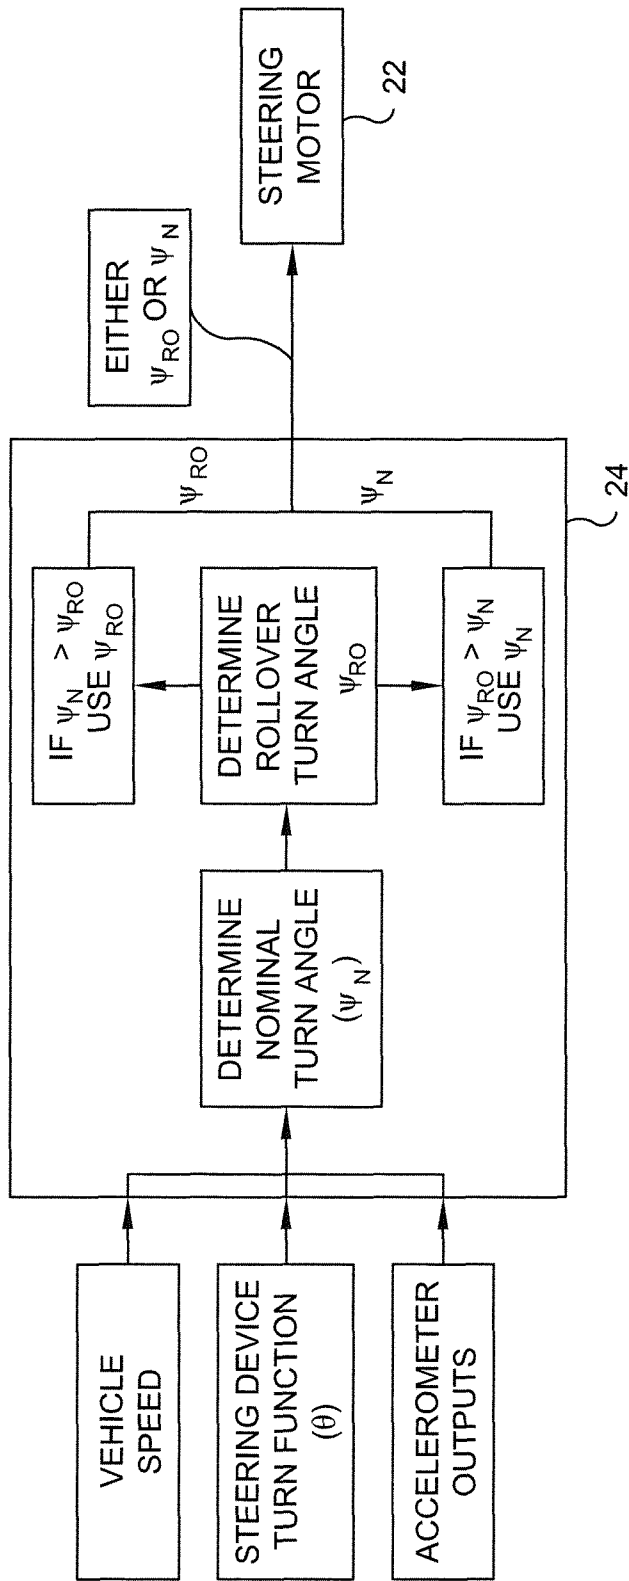 VEHICLE
SPEED
STEERING DEVICE
TURN FUNCTION
(θ)
ACCELEROMETER
OUTPUTS
DETERMINE
NOMINAL
TURN ANGLE
(ψN)
IF ψN > ψRO
USE ψRO
DETERMINE
ROLLOVER
TURN ANGLE
ψRO
IF ψRO > ψN
USE ψN
ψRO
ψN
24
EITHER
ψRO OR ψN
STEERING
MOTOR
22